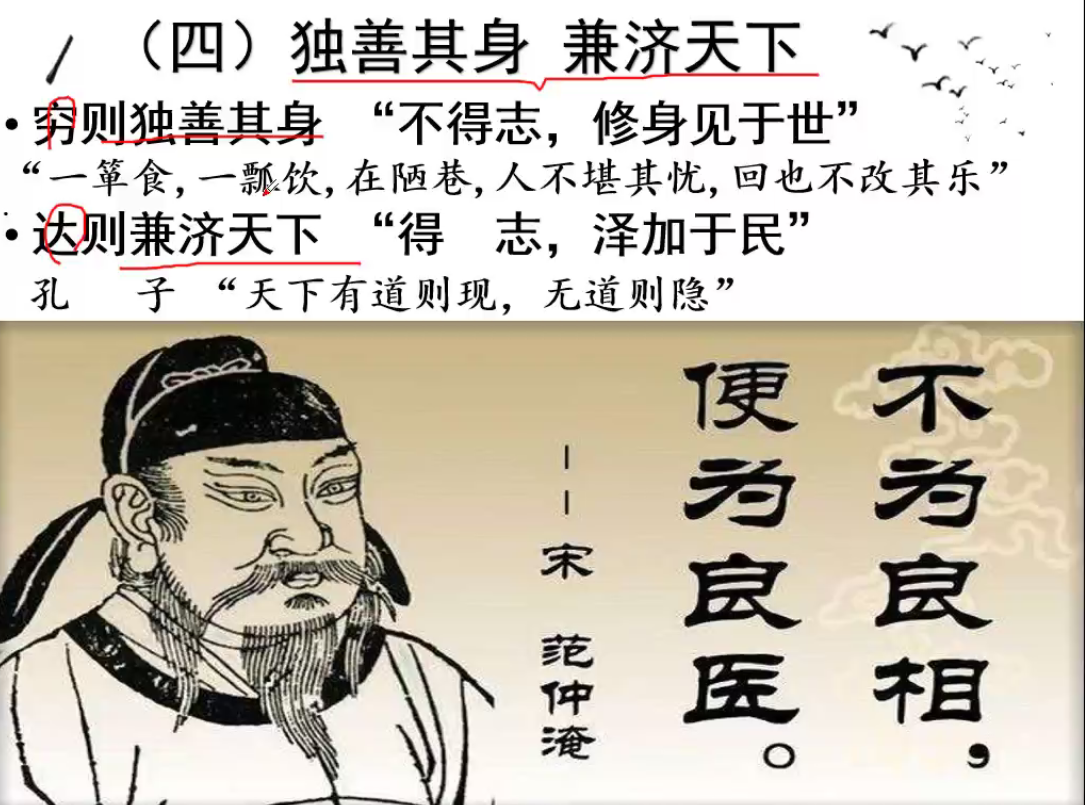 （四）独善其身 兼济天下
• 穷则独善其身 “不得志，修身见于世”
“一箪食,一瓢饮,在陋巷,人不堪其忧,回也不改其乐”
• 达则兼济天下 “得 志，泽加于民”
孔 子 “天下有道则现，无道则隐”
不为良相，
便为良医。
——宋 范仲淹